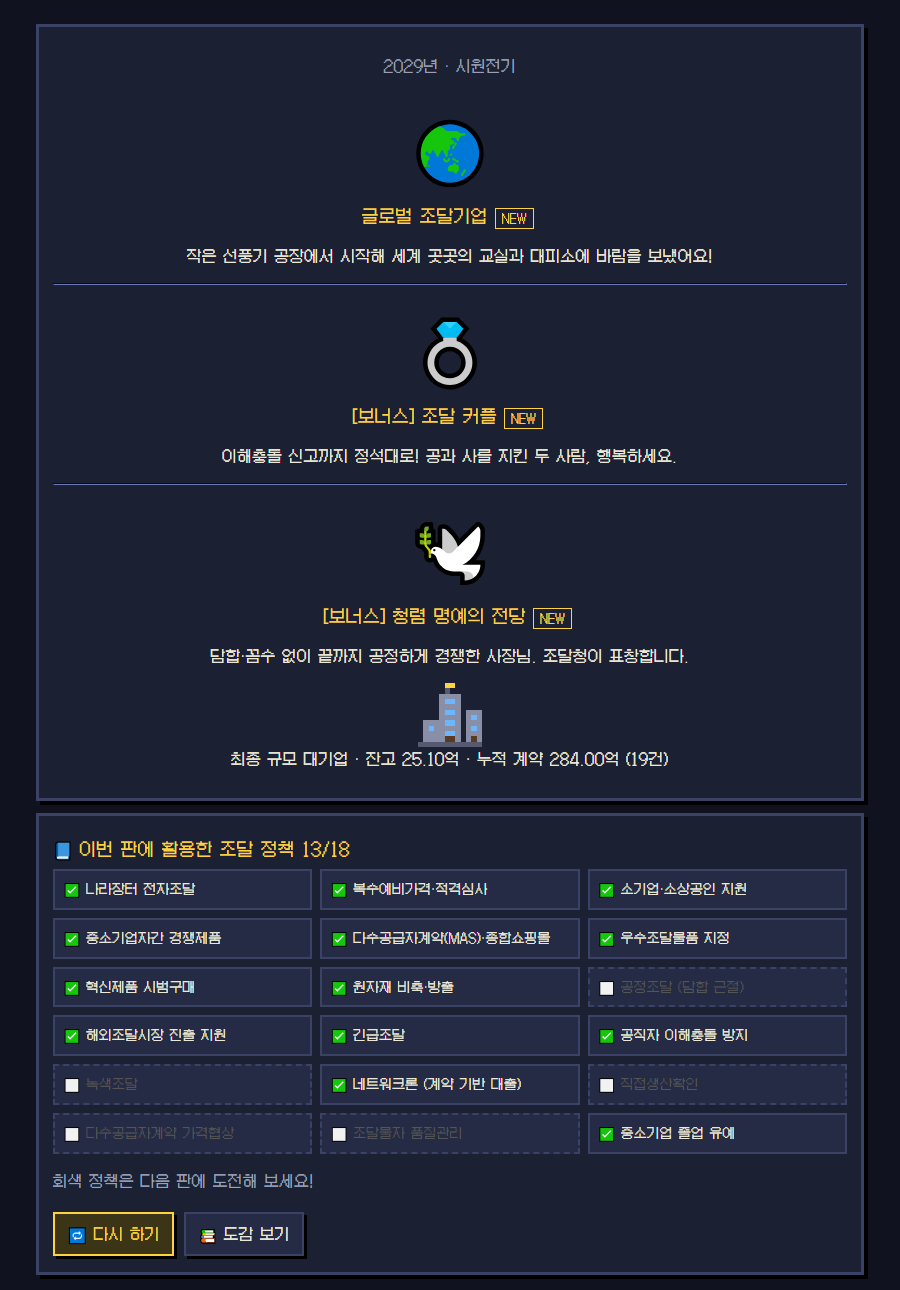 2029년 · 시원전기
글로벌 조달기업 NEW
작은 선풍기 공장에서 시작해 세계 곳곳의 교실과 대피소에 바람을 보냈어요!
[보너스] 조달 커플 NEW
이해충돌 신고까지 정석대로! 공과 사를 지킨 두 사람, 행복하세요.
[보너스] 청렴 명예의 전당 NEW
담합·꼼수 없이 끝까지 공정하게 경쟁한 사장님. 조달청이 표창합니다.
최종 규모 대기업 · 잔고 25.10억 · 누적 계약 284.00억 (19건)
이번 판에 활용한 조달 정책 13/18
나라장터 전자조달
복수예비가격·적격심사
소기업·소상공인 지원
중소기업자간 경쟁제품
다수공급자계약(MAS)·종합쇼핑몰
우수조달물품 지정
혁신제품 시범구매
원자재 비축·방출
공정조달 (담합 근절)
해외조달시장 진출 지원
긴급조달
공직자 이해충돌 방지
녹색조달
네트워크론 (계약 기반 대출)
직접생산확인
다수공급자계약 가격협상
조달물자 품질관리
중소기업 졸업 유예
회색 정책은 다음 판에 도전해 보세요!
다시 하기
도감 보기